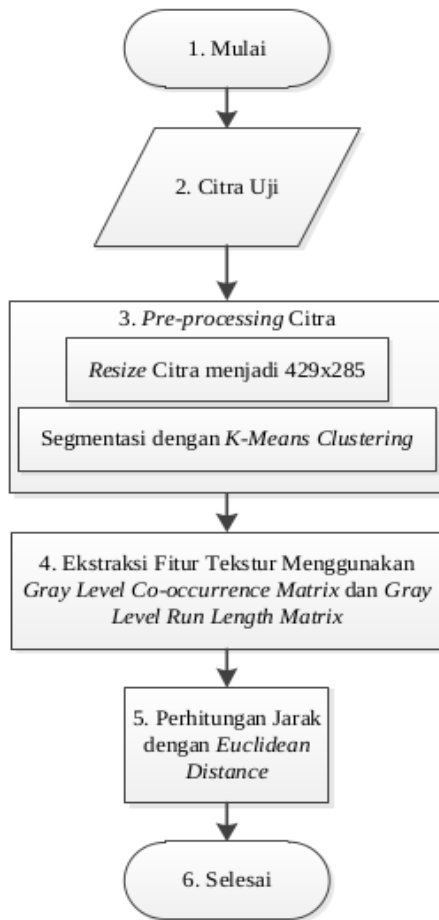 1. Mulai
2. Citra Uji
3. Pre-processing Citra
Resize Citra menjadi 429x285
Segmentasi dengan K-Means Clustering
4. Ekstraksi Fitur Tekstur Menggunakan
Gray Level Co-occurrence Matrix dan Gray
Level Run Length Matrix
5. Perhitungan Jarak
dengan Euclidean
Distance
6. Selesai